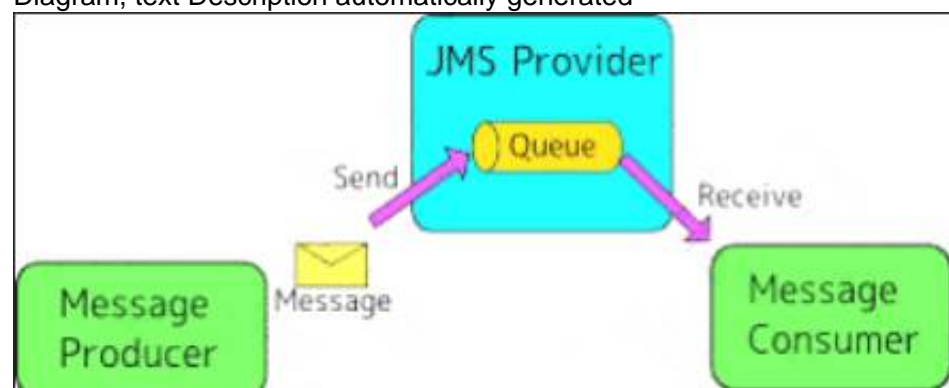 Diagram, text Description automatically generated
JMS Provider
Queue
Send
Receive
Message
Message
Producer
Message
Consumer